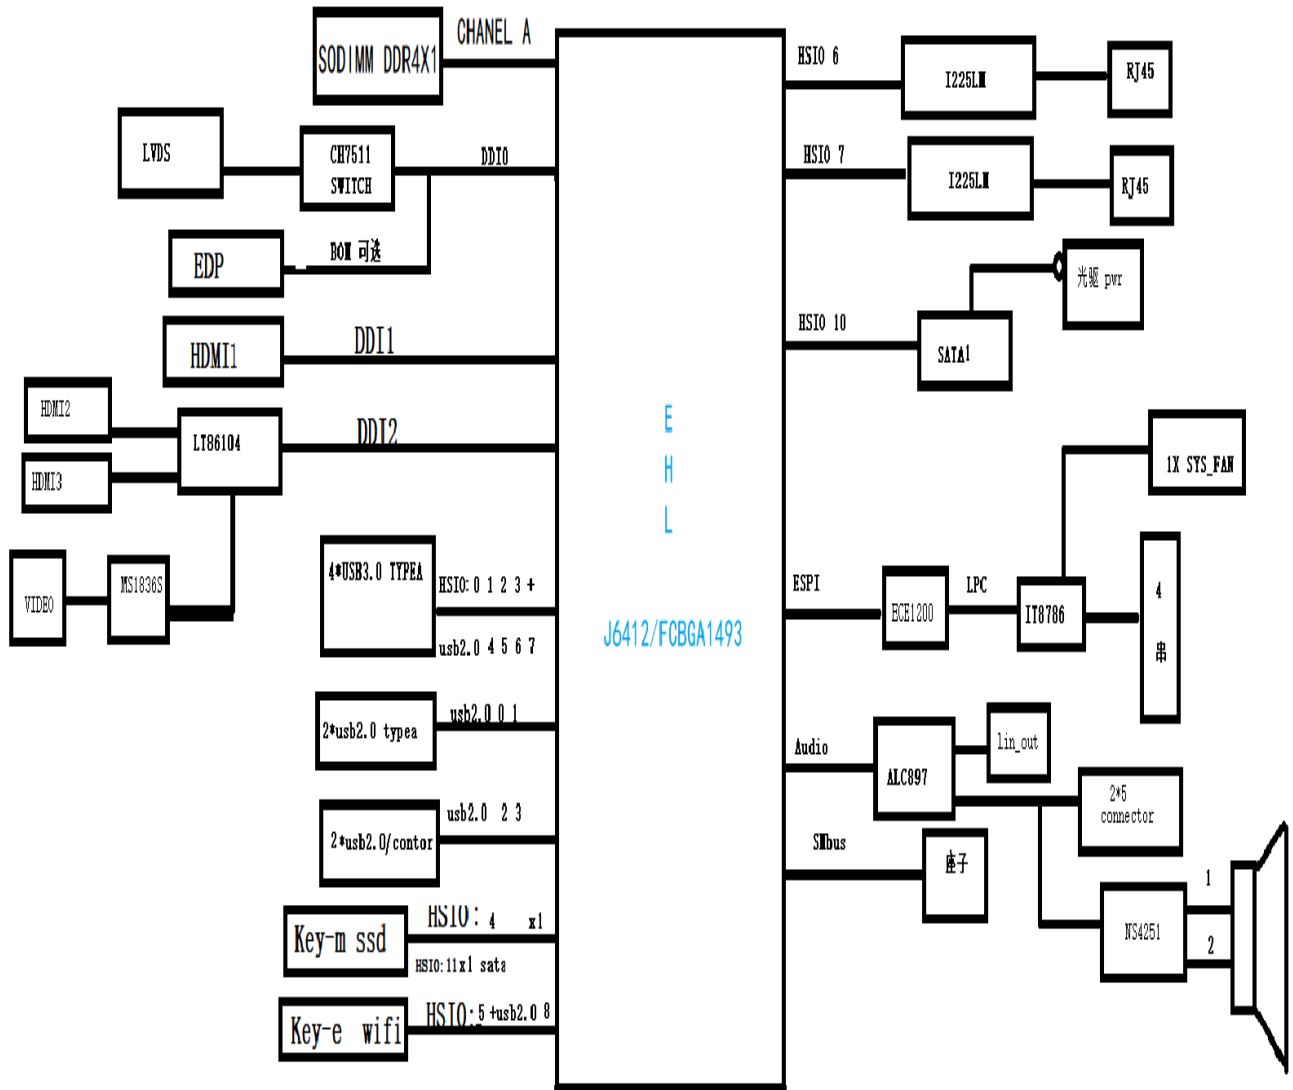 SODIMM DDR4X1
CHANEL A
LVDS
CH7511
SWITCH
DDI0
EDP
BOM 可选
HDMI1
DDI1
HDMI2
HDMI3
LT86104
DDI2
VIDEO
MS1836S
4*USB3.0 TYPEA
HSIO:0 1 2 3 +
usb2.0 4 5 6 7
2*usb2.0 typea
usb2.0 0 1
2*usb2.0/contor
usb2.0 2 3
Key-m ssd
HSIO: 4 x1
HSIO:11x1 sata
Key-e wifi
HSIO:5 +usb2.0 8
E
H
L
J6412/FCBGA1493
HSIO 6
I225LM
RJ45
HSIO 7
I225LM
RJ45
HSIO 10
SATA1
光驱 pwr
1X SYS_FAN
ESPI
ECE1200
LPC
IT8786
4
串
Audio
ALC897
lin_out
2*5
connector
SMbus
座子
NS4251
1
2